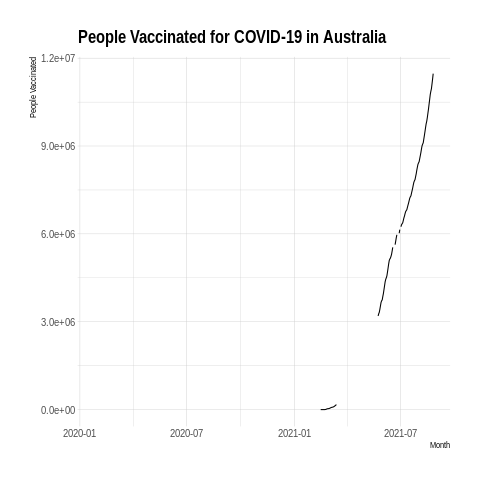 People Vaccinated for COVID-19 in Australia
People Vaccinated
1.2e+07
9.0e+06
6.0e+06
3.0e+06
0.0e+00
2020-01 2020-07 2021-01 2021-07
Month